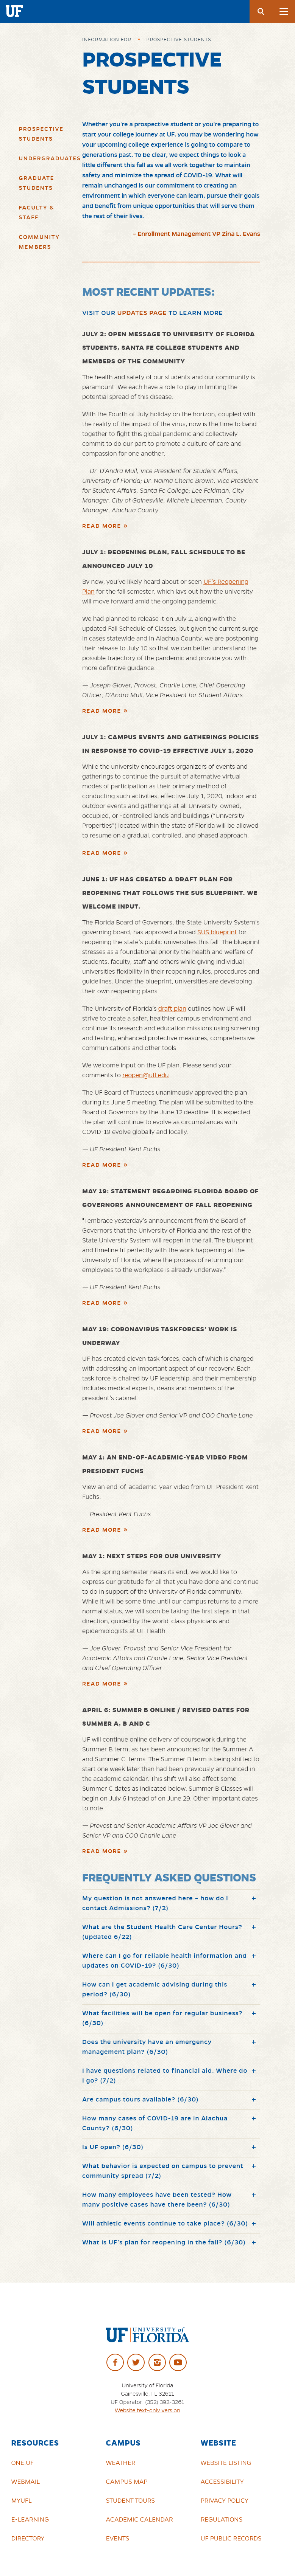 UF
INFORMATION FOR • PROSPECTIVE STUDENTS
PROSPECTIVE
STUDENTS
PROSPECTIVE
STUDENTS
UNDERGRADUATES
GRADUATE
STUDENTS
FACULTY &
STAFF
COMMUNITY
MEMBERS
Whether you're a prospective student or you're preparing to
start your college journey at UF, you may be wondering how
your upcoming college experience is going to compare to
generations past. To be clear, we expect things to look a
little different this fall as we all work together to maintain
safety and minimize the spread of COVID-19. What will
remain unchanged is our commitment to creating an
environment in which everyone can learn, pursue their goals
and benefit from unique opportunities that will serve them
the rest of their lives.
– Enrollment Management VP Zina L. Evans
MOST RECENT UPDATES:
VISIT OUR UPDATES PAGE TO LEARN MORE
JULY 2: OPEN MESSAGE TO UNIVERSITY OF FLORIDA
STUDENTS, SANTA FE COLLEGE STUDENTS AND
MEMBERS OF THE COMMUNITY
The health and safety of our students and our community is
paramount. We each have a role to play in limiting the
potential spread of this disease.
With the Fourth of July holiday on the horizon, coupled with
the reality of the impact of the virus, now is the time to band
together to fight this global pandemic and collectively
commit to do our part to promote a culture of care and
compassion for one another.
— Dr. D'Andra Mull, Vice President for Student Affairs,
University of Florida; Dr. Naima Cherie Brown, Vice President
for Student Affairs, Santa Fe College; Lee Feldman, City
Manager, City of Gainesville; Michele Lieberman, County
Manager, Alachua County
READ MORE »
JULY 1: REOPENING PLAN, FALL SCHEDULE TO BE
ANNOUNCED JULY 10
By now, you've likely heard about or seen UF's Reopening
Plan for the fall semester, which lays out how the university
will move forward amid the ongoing pandemic.
We had planned to release it on July 2, along with the
updated Fall Schedule of Classes, but given the current surge
in cases statewide and in Alachua County, we are postponing
their release to July 10 so that we can better understand the
possible trajectory of the pandemic and provide you with
more definitive guidance.
— Joseph Glover, Provost; Charlie Lane, Chief Operating
Officer; D'Andra Mull, Vice President for Student Affairs
READ MORE »
JULY 1: CAMPUS EVENTS AND GATHERINGS POLICIES
IN RESPONSE TO COVID-19 EFFECTIVE JULY 1, 2020
While the university encourages organizers of events and
gatherings to continue the pursuit of alternative virtual
modes of participation as their primary method of
conducting such activities, effective July 1, 2020, indoor and
outdoor events and gatherings at all University-owned, -
occupied, or -controlled lands and buildings ("University
Properties") located within the state of Florida will be allowed
to resume on a gradual, controlled, and phased approach.
READ MORE »
JUNE 1: UF HAS CREATED A DRAFT PLAN FOR
REOPENING THAT FOLLOWS THE SUS BLUEPRINT. WE
WELCOME INPUT.
The Florida Board of Governors, the State University System's
governing board, has approved a broad SUS blueprint for
reopening the state's public universities this fall. The blueprint
stresses as a foundational priority the health and welfare of
students, faculty, staff and others while giving individual
universities flexibility in their reopening rules, procedures and
guidelines. Under the blueprint, universities are developing
their own reopening plans.
The University of Florida's draft plan outlines how UF will
strive to create a safer, healthier campus environment and
continue its research and education missions using screening
and testing, enhanced protective measures, comprehensive
communications and other tools.
We welcome input on the UF plan. Please send your
comments to reopen@ufl.edu.
The UF Board of Trustees unanimously approved the plan
during its June 5 meeting. The plan will be submitted to the
Board of Governors by the June 12 deadline. It is expected
the plan will continue to evolve as circumstances with
COVID-19 evolve globally and locally.
— UF President Kent Fuchs
READ MORE »
MAY 19: STATEMENT REGARDING FLORIDA BOARD OF
GOVERNORS ANNOUNCEMENT OF FALL REOPENING
"I embrace yesterday's announcement from the Board of
Governors that the University of Florida and the rest of the
State University System will reopen in the fall. The blueprint
and timeline fit perfectly with the work happening at the
University of Florida, where the process of returning our
employees to the workplace is already underway."
— UF President Kent Fuchs
READ MORE »
MAY 19: CORONAVIRUS TASKFORCES' WORK IS
UNDERWAY
UF has created eleven task forces, each of which is charged
with addressing an important aspect of our recovery. Each
task force is chaired by UF leadership, and their membership
includes medical experts, deans and members of the
president's cabinet.
— Provost Joe Glover and Senior VP and COO Charlie Lane
READ MORE »
MAY 1: AN END-OF-ACADEMIC-YEAR VIDEO FROM
PRESIDENT FUCHS
View an end-of-academic-year video from UF President Kent
Fuchs.
— President Kent Fuchs
READ MORE »
MAY 1: NEXT STEPS FOR OUR UNIVERSITY
As the spring semester nears its end, we would like to
express our gratitude for all that you have done and continue
to do in support of the University of Florida community.
While it will be some time until our campus returns to a more
normal status, we will soon be taking the first steps in that
direction, guided by the world-class physicians and
epidemiologists at UF Health.
— Joe Glover, Provost and Senior Vice President for
Academic Affairs and Charlie Lane, Senior Vice President
and Chief Operating Officer
READ MORE »
APRIL 6: SUMMER B ONLINE / REVISED DATES FOR
SUMMER A, B AND C
UF will continue online delivery of coursework during the
Summer B term, as has been announced for the Summer A
and Summer C terms. The Summer B term is being shifted to
start one week later than had been previously announced in
the academic calendar. This shift will also affect some
Summer C dates as indicated below. Summer B Classes will
begin on July 6 instead of on June 29. Other important dates
to note:
— Provost and Senior Academic Affairs VP Joe Glover and
Senior VP and COO Charlie Lane
READ MORE »
FREQUENTLY ASKED QUESTIONS
My question is not answered here – how do I +
contact Admissions? (7/2)
What are the Student Health Care Center Hours? +
(updated 6/22)
Where can I go for reliable health information and +
updates on COVID-19? (6/30)
How can I get academic advising during this +
period? (6/30)
What facilities will be open for regular business? +
(6/30)
Does the university have an emergency +
management plan? (6/30)
I have questions related to financial aid. Where do +
I go? (7/2)
Are campus tours available? (6/30) +
How many cases of COVID-19 are in Alachua +
County? (6/30)
Is UF open? (6/30) +
What behavior is expected on campus to prevent +
community spread (7/2)
How many employees have been tested? How +
many positive cases have there been? (6/30)
Will athletic events continue to take place? (6/30) +
What is UF's plan for reopening in the fall? (6/30) +
UF UNIVERSITY of
FLORIDA
University of Florida
Gainesville, FL 32611
UF Operator: (352) 392-3261
Website text-only version
RESOURCES
ONE.UF
WEBMAIL
MYUFL
E-LEARNING
DIRECTORY
CAMPUS
WEATHER
CAMPUS MAP
STUDENT TOURS
ACADEMIC CALENDAR
EVENTS
WEBSITE
WEBSITE LISTING
ACCESSIBILITY
PRIVACY POLICY
REGULATIONS
UF PUBLIC RECORDS